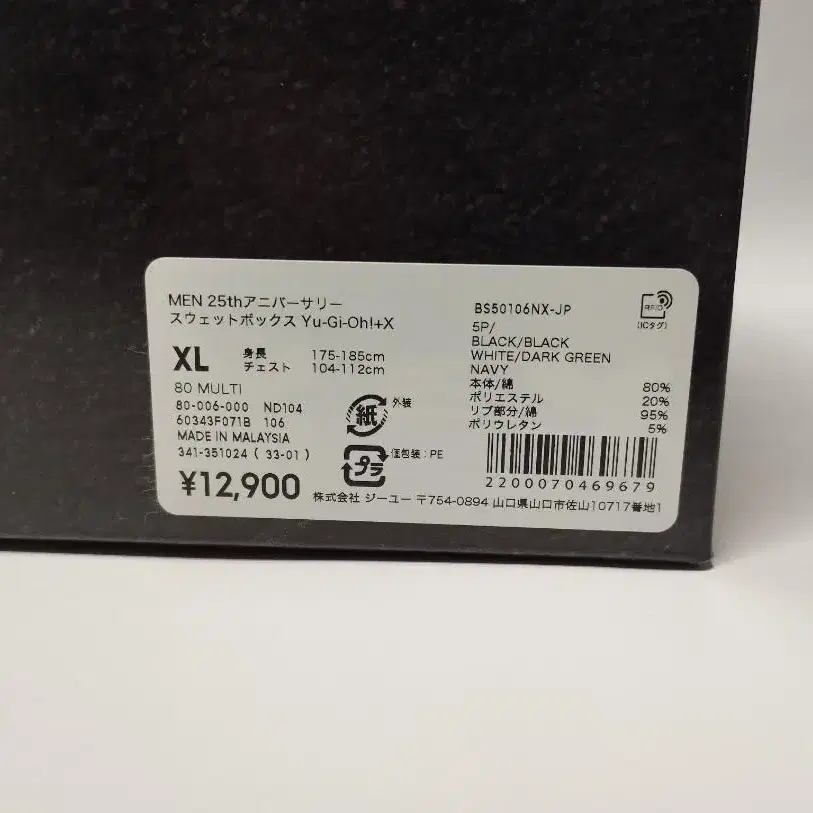 MEN 25thアニバーサリー
スウェットボックス Yu-Gi-Oh!+X
XL 身長 175-185cm
チェスト 104-112cm
80 MULTI
80-006-000 ND104
60343F071B 106
MADE IN MALAYSIA
341-351024 ( 33-01 )
¥12,900
紙 外装
プラ 個包装:PE
BS50106NX-JP
5P/
BLACK/BLACK
WHITE/DARK GREEN
NAVY
本体/綿 80%
ポリエステル 20%
リブ部分/綿 95%
ポリウレタン 5%
RFID
(ICタグ)
2200070469679
株式会社 ジーユー 〒754-0894 山口県山口市佐山10717番地1